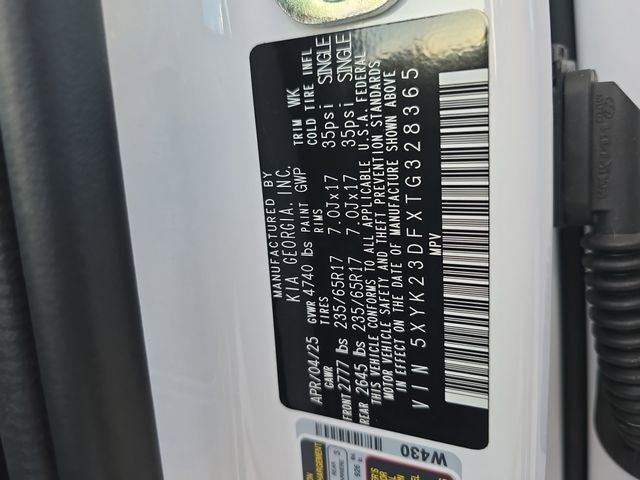 MANUFACTURED BY
KIA GEORGIA, INC.
APR/04/25 GVWR 4740 lbs PAINT GWP TRIM WK
GAWR TIRES RIMS COLD TIRE INFL
FRONT 2777 lbs 235/65R17 7.0Jx17 35psi SINGLE
REAR 2645 lbs 235/65R17 7.0Jx17 35psi SINGLE
THIS VEHICLE CONFORMS TO ALL APPLICABLE U.S.A. FEDERAL
MOTOR VEHICLE SAFETY AND THEFT PREVENTION STANDARDS
IN EFFECT ON THE DATE OF MANUFACTURE SHOWN ABOVE
VIN 5XYK23DFXTG328365
MPV
W430